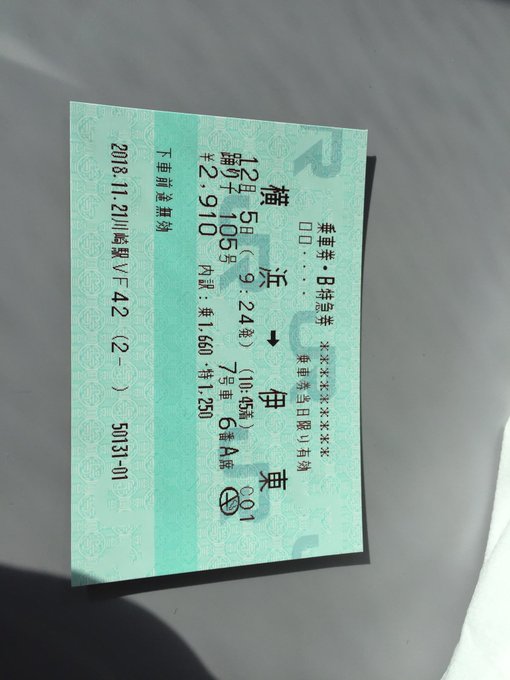 乗車券・B特急券 ※※※※※※※※
口口・・・・ 乗車券当日限り有効
横浜 ➡ 伊東
12月 5日 (9:24発) (10:45着) C01
踊り子 105号 7号車 6番A席
¥2,910 内訳:乗1,660・特1,250
下車前途無効
2018.11.21川崎駅VF42 (2- ) 50131-01